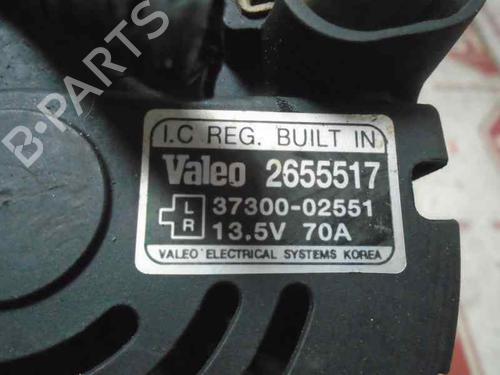 B-PARTS
I.C REG. BUILT IN
Valeo 2655517
L 37300-02551
R 13.5V 70A
VALEO ELECTRICAL SYSTEMS KOREA